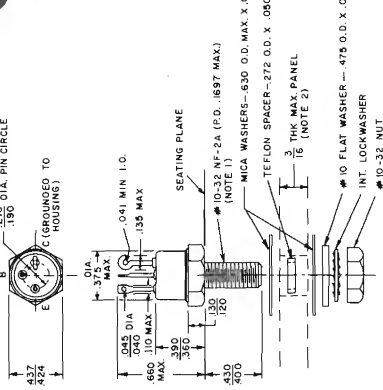 DIA. PIN CIRCLE
.190
B
E
C (GROUNDED TO
HOUSING)
.437
.424
DIA.
.375
MAX.
.041 MIN I.D.
.135 MAX
.045 DIA
.040
.110 MAX
.660
MAX.
.390
.360
SEATING PLANE
.130
.120
.430
.400
#10-32 NF-2A (P.D. .1697 MAX.)
(NOTE 1)
MICA WASHERS-.630 O.D. MAX. X
TEFLON SPACER-.272 O.D. X .050
3
16
THK MAX. PANEL
(NOTE 2)
#10 FLAT WASHER-.475 O.D. X
INT. LOCKWASHER
#10-32 NUT